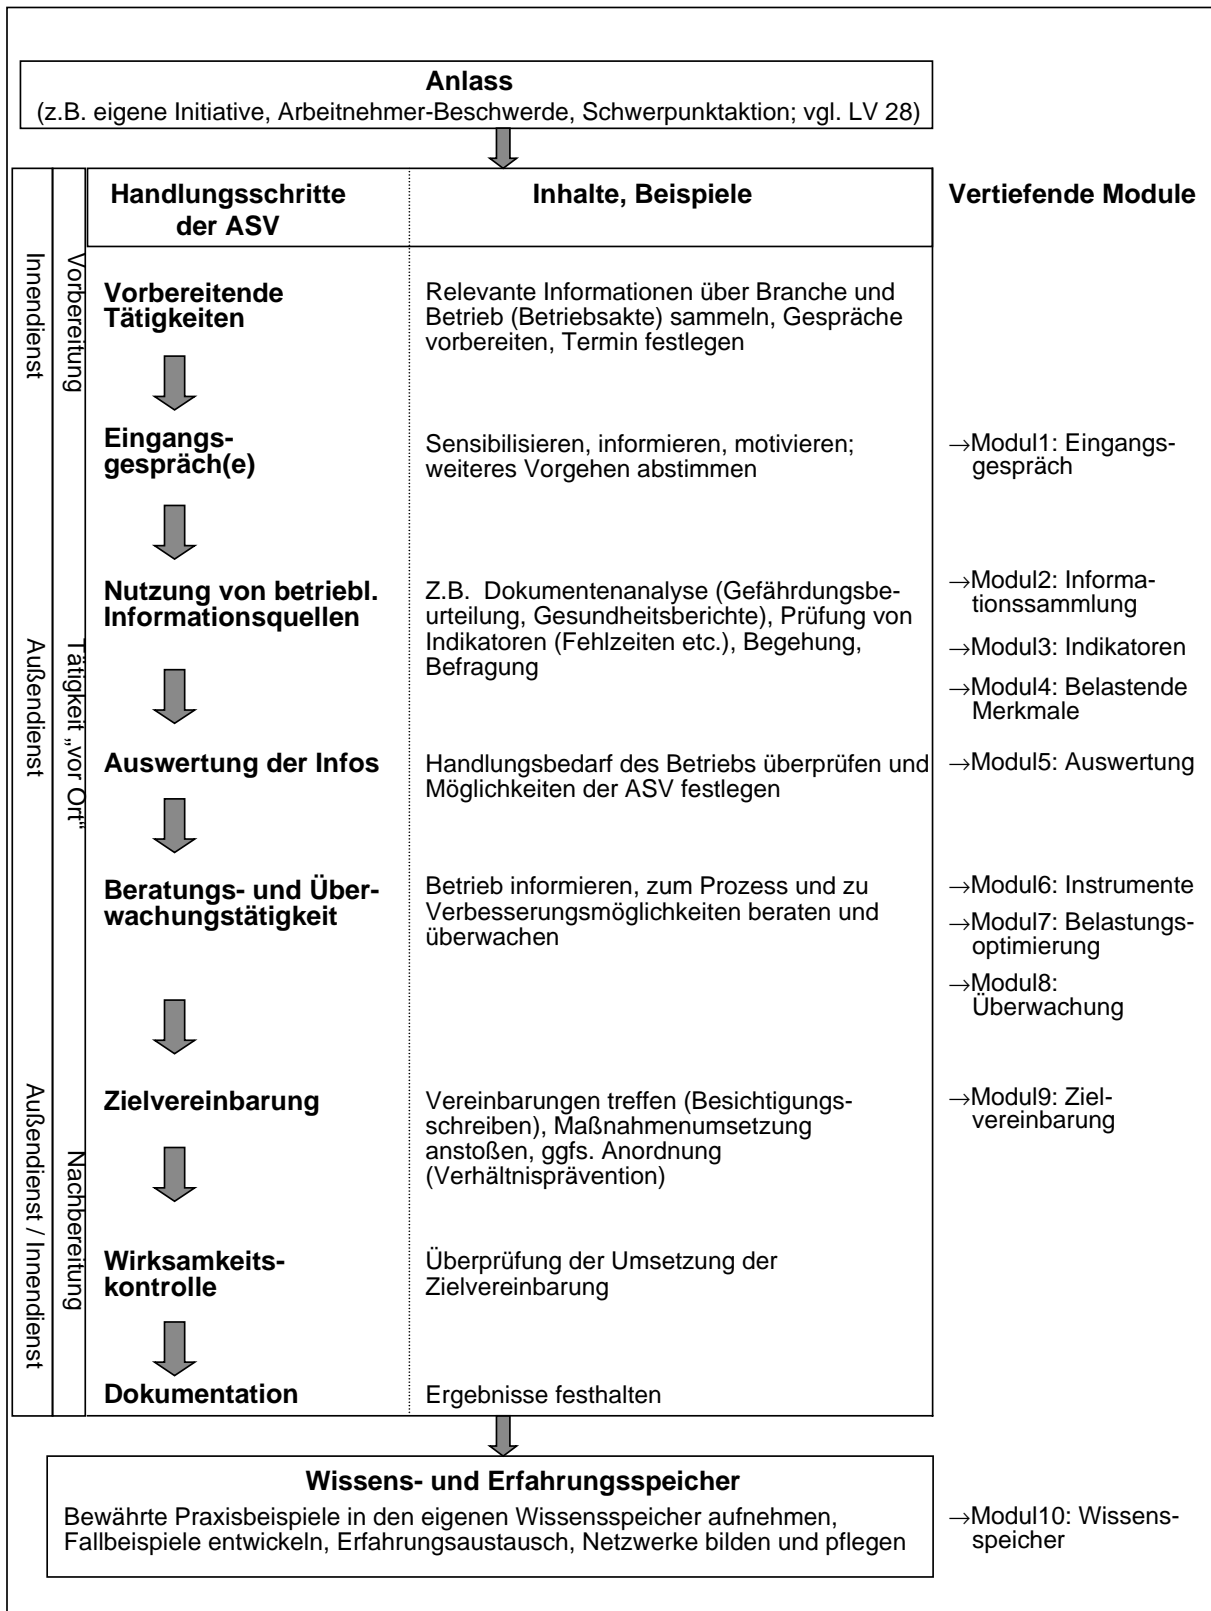 Anlass
(z.B. eigene Initiative, Arbeitnehmer-Beschwerde, Schwerpunktaktion; vgl. LV 28)
Handlungsschritte
der ASV
Inhalte, Beispiele
Vertiefende Module
Innendienst
Vorbereitung
Vorbereitende
Tätigkeiten
Relevante Informationen über Branche und
Betrieb (Betriebsakte) sammeln, Gespräche
vorbereiten, Termin festlegen
Eingangs-
gespräch(e)
Sensibilisieren, informieren, motivieren;
weiteres Vorgehen abstimmen
→Modul1: Eingangs-
gespräch
Außendienst
Tätigkeit „vor Ort“
Nutzung von betriebl.
Informationsquellen
Z.B.  Dokumentenanalyse (Gefährdungsbe-
urteilung, Gesundheitsberichte), Prüfung von
Indikatoren (Fehlzeiten etc.), Begehung,
Befragung
→Modul2: Informa-
tionssammlung
→Modul3: Indikatoren
→Modul4: Belastende
Merkmale
Auswertung der Infos
Handlungsbedarf des Betriebs überprüfen und
Möglichkeiten der ASV festlegen
→Modul5: Auswertung
Beratungs- und Über-
wachungstätigkeit
Betrieb informieren, zum Prozess und zu
Verbesserungsmöglichkeiten beraten und
überwachen
→Modul6: Instrumente
→Modul7: Belastungs-
optimierung
→Modul8:
Überwachung
Außendienst / Innendienst
Nachbereitung
Zielvereinbarung
Vereinbarungen treffen (Besichtigungs-
schreiben), Maßnahmenumsetzung
anstoßen, ggfs. Anordnung
(Verhältnisprävention)
→Modul9: Ziel-
vereinbarung
Wirksamkeits-
kontrolle
Überprüfung der Umsetzung der
Zielvereinbarung
Dokumentation
Ergebnisse festhalten
Wissens- und Erfahrungsspeicher
Bewährte Praxisbeispiele in den eigenen Wissensspeicher aufnehmen,
Fallbeispiele entwickeln, Erfahrungsaustausch, Netzwerke bilden und pflegen
→Modul10: Wissens-
speicher